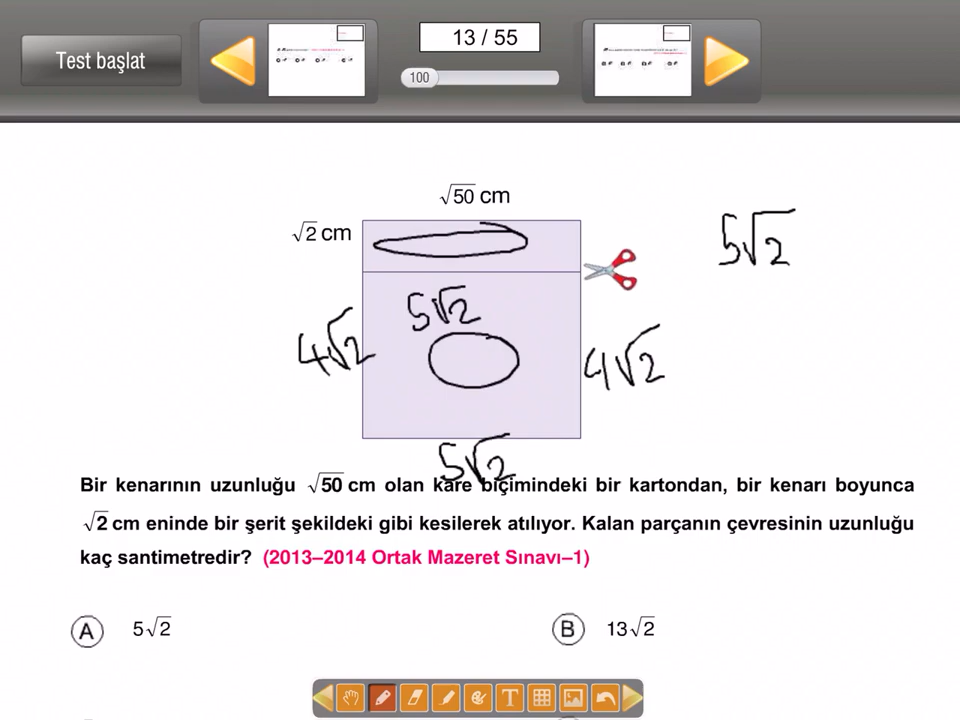 Test başlat
13 / 55
100
√50 cm
√2 cm
5√2
5√2
4√2
4√2
5√2
Bir kenarının uzunluğu √50 cm olan kare biçimindeki bir kartondan, bir kenarı boyunca
√2 cm eninde bir şerit şekildeki gibi kesilerek atılıyor. Kalan parçanın çevresinin uzunluğu
kaç santimetredir? (2013–2014 Ortak Mazeret Sınavı–1)
A 5√2
B 13√2
T